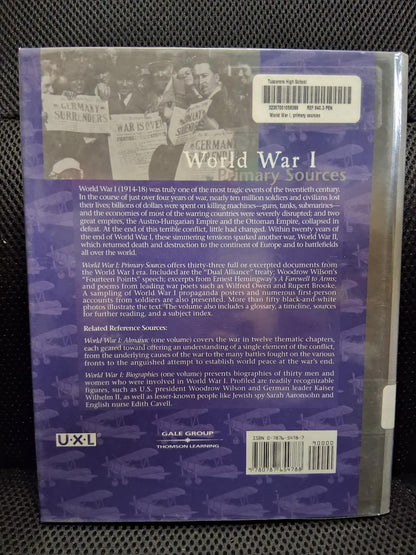 Tuscarora High School
32307001058388 REF 940.3 PEN
World War I, primary sources
GERMANY SURRENDERS
GERMANY SURRENDERS
WAR IS OVER
World War I
Primary Sources
World War I (1914-18) was truly one of the most tragic events of the twentieth century.
In the course of just over four years of war, nearly ten million soldiers and civilians lost
their lives; billions of dollars were spent on killing machines—guns, tanks, submarines—
and the economies of most of the warring countries were severely disrupted; and two
great empires, the Austro-Hungarian Empire and the Ottoman Empire, collapsed in
defeat. At the end of this terrible conflict, little had changed. Within twenty years of
the end of World War I, these simmering tensions sparked another war, World War II,
which returned death and destruction to the continent of Europe and to battlefields
all over the world.
World War I: Primary Sources offers thirty-three full or excerpted documents from
the World War I era. Included are the "Dual Alliance" treaty; Woodrow Wilson's
"Fourteen Points" speech; excerpts from Ernest Hemingway's A Farewell to Arms;
and poems from leading war poets such as Wilfred Owen and Rupert Brooke.
A sampling of World War I propaganda posters and numerous first-person
accounts from soldiers are also presented. More than fifty black-and-white
photos illustrate the text. The volume also includes a glossary, a timeline, sources
for further reading, and a subject index.
Related Reference Sources:
World War I: Almanac (one volume) covers the war in twelve thematic chapters,
each geared toward offering an understanding of a single element of the conflict,
from the underlying causes of the war to the many battles fought on the various
fronts to the anguished attempt to establish world peace at the war's end.
World War I: Biographies (one volume) presents biographies of thirty men and
women who were involved in World War I. Profiled are readily recognizable
figures, such as U.S. president Woodrow Wilson and German leader Kaiser
Wilhelm II, as well as lesser-known people like Jewish spy Sarah Aaronsohn and
English nurse Edith Cavell.
U·X·L
GALE GROUP
THOMSON LEARNING
ISBN 0-7876-5478-7
90000
9 780787 654788